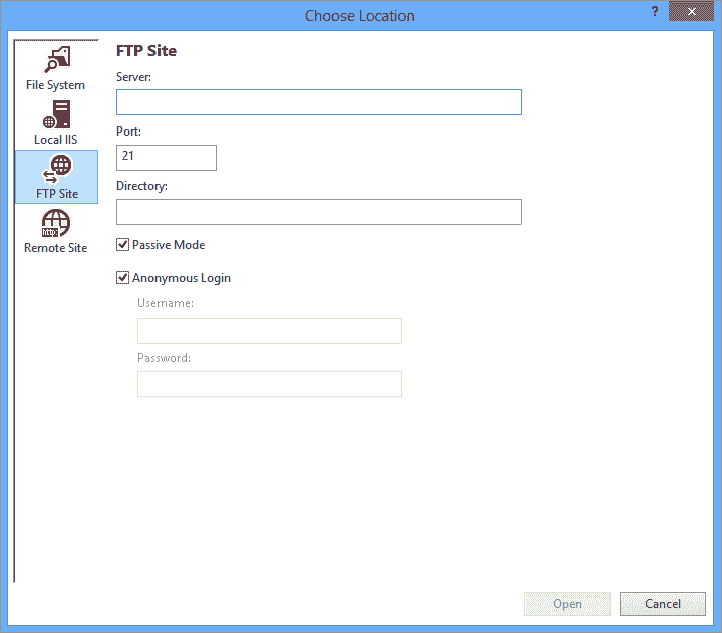 Choose Location
?
File System
Local IIS
FTP Site
http:
Remote Site
FTP Site
Server:
Port:
21
Directory:
Passive Mode
Anonymous Login
Username:
Password:
Open
Cancel